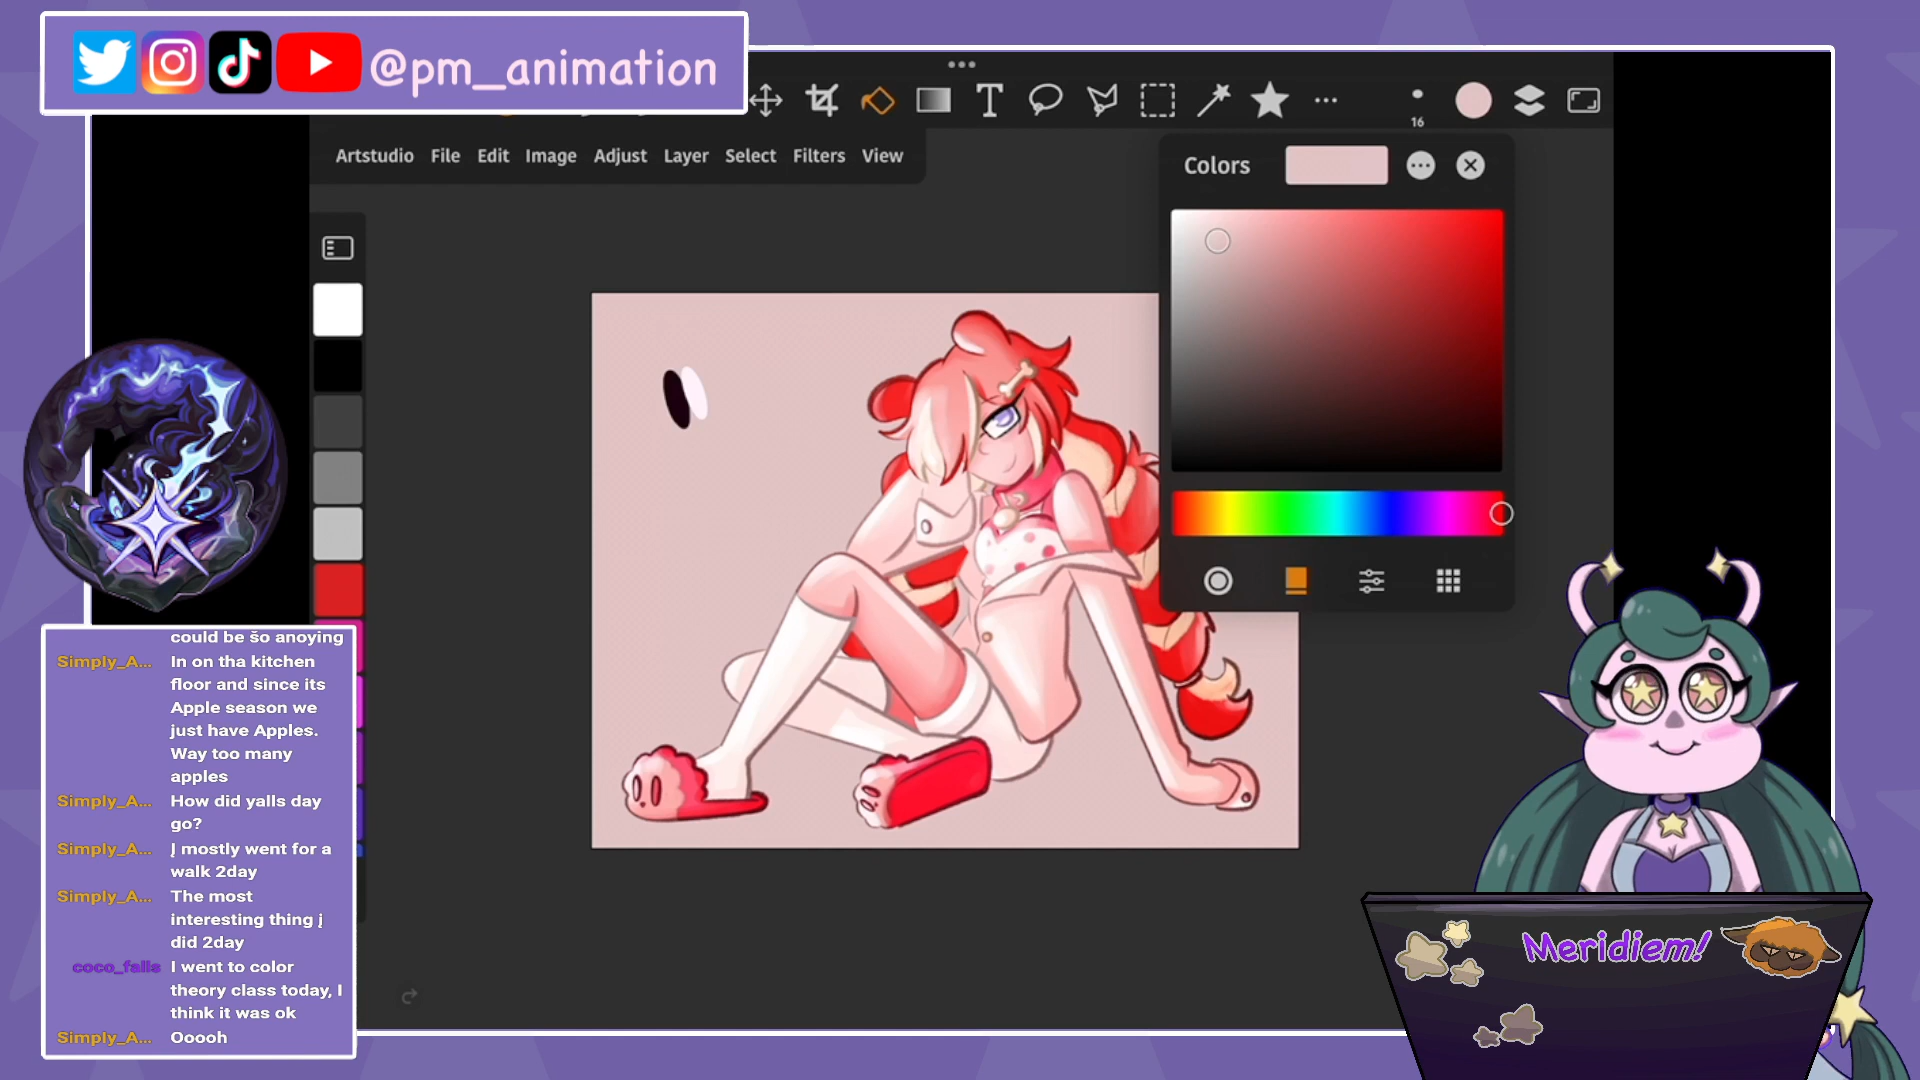 @pm_animation
16
Artstudio File Edit Image Adjust Layer Select Filters View
Colors
could be šo anoying
Simply_A... In on tha kitchen
floor and since its
Apple season we
just have Apples.
Way too many
apples
Simply_A... How did yalls day
go?
Simply_A... Į mostly went for a
walk 2day
Simply_A... The most
interesting thing į
did 2day
coco_falls I went to color
theory class today, I
think it was ok
Simply_A... Ooooh
Meridiem!